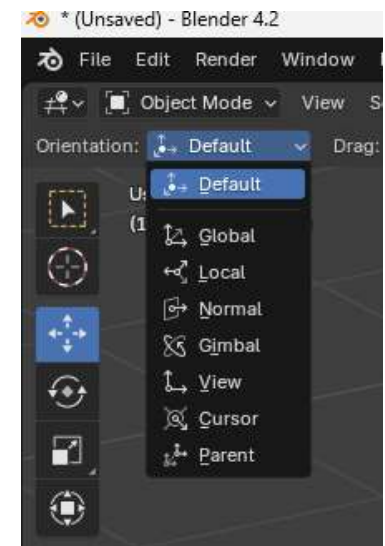 * (Unsaved) - Blender 4.2
File Edit Render Window
Object Mode View S
Orientation: Default Drag:
Default
(1
Global
Local
Normal
Gimbal
View
Cursor
Parent